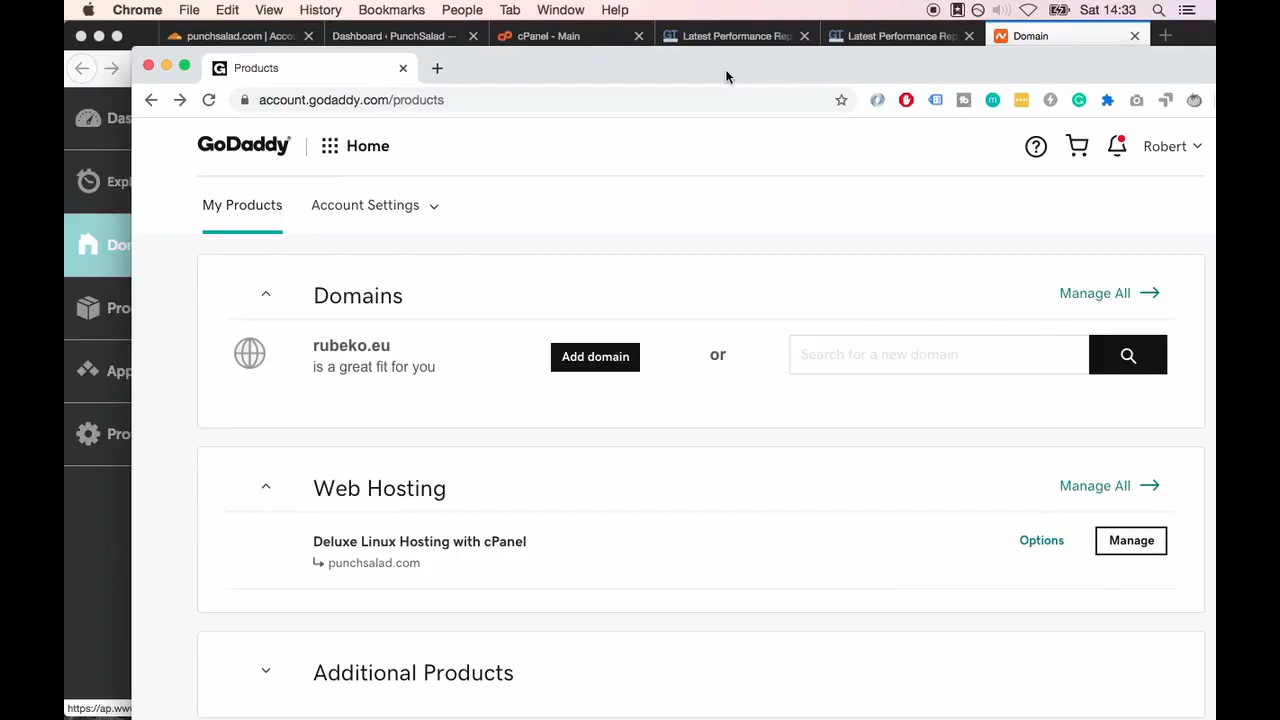 Chrome File Edit View History Bookmarks People Tab Window Help Sat 14:33
punchsalad.com | Accou Dashboard ‹ PunchSalad — cPanel - Main Latest Performance Rep Latest Performance Rep Domain
Products
account.godaddy.com/products
Das
Expl
Dom
Pro
App
Pro
GoDaddy Home Robert
My Products Account Settings
Domains Manage All
rubeko.eu
is a great fit for you
Add domain or Search for a new domain
Web Hosting Manage All
Deluxe Linux Hosting with cPanel Options Manage
punchsalad.com
Additional Products
https://ap.ww